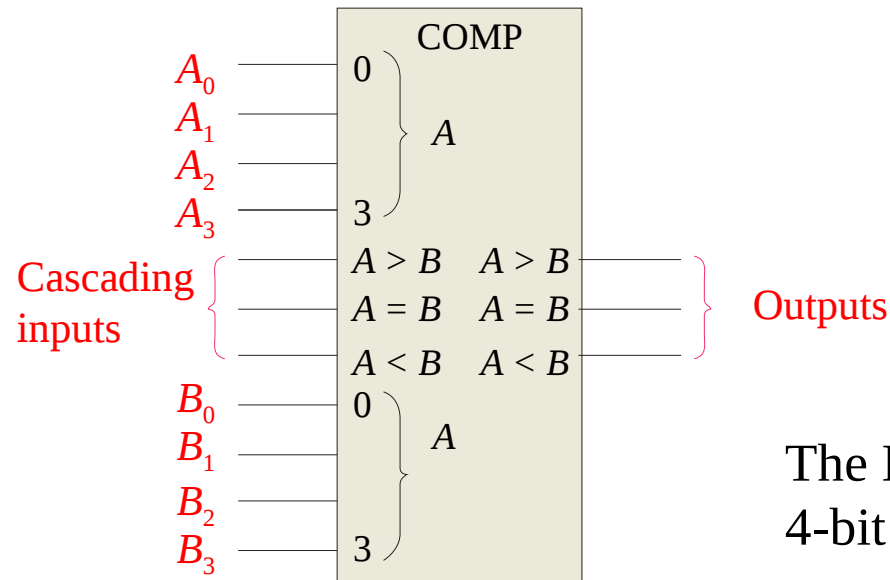 COMP
A₀ 0
A₁
A
A₂
A₃ 3
Cascading
inputs
A > B A > B
A = B A = B
A < B A < B
Outputs
B₀ 0
B₁
A
B₂
B₃ 3
The
4-bit